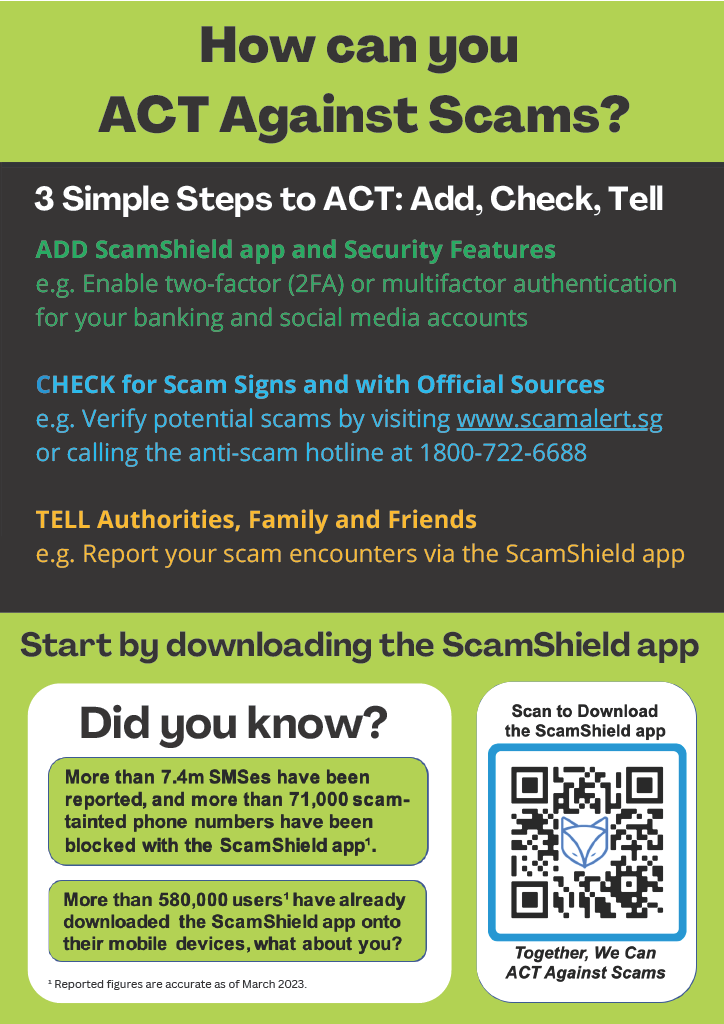 How can you
ACT Against Scams?
3 Simple Steps to ACT: Add, Check, Tell
ADD ScamShield app and Security Features
e.g. Enable two-factor (2FA) or multifactor authentication
for your banking and social media accounts
CHECK for Scam Signs and with Official Sources
e.g. Verify potential scams by visiting www.scamalert.sg
or calling the anti-scam hotline at 1800-722-6688
TELL Authorities, Family and Friends
e.g. Report your scam encounters via the ScamShield app
Start by downloading the ScamShield app
Did you know?
More than 7.4m SMSes have been
reported, and more than 71,000 scam-
tainted phone numbers have been
blocked with the ScamShield app¹.
More than 580,000 users¹ have already
downloaded the ScamShield app onto
their mobile devices, what about you?
¹ Reported figures are accurate as of March 2023.
Scan to Download
the ScamShield app
Together, We Can
ACT Against Scams